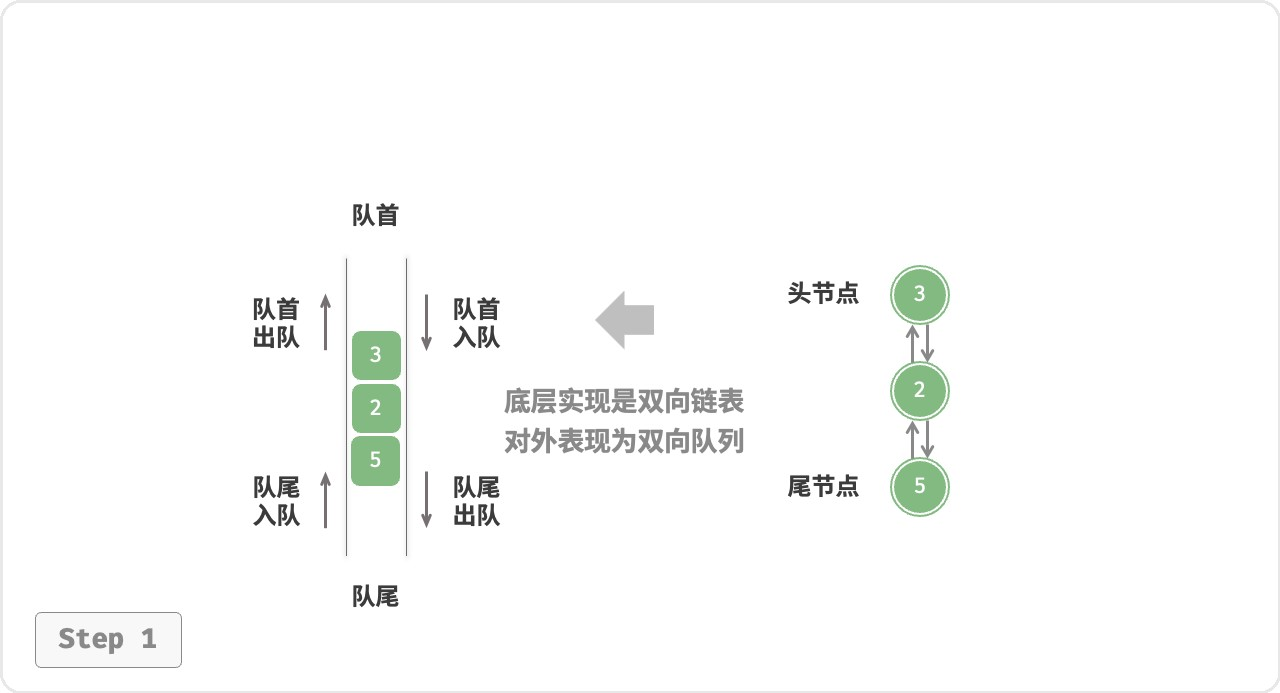 队首
队首
出队
队首
入队
3
2
5
队尾
入队
队尾
出队
队尾
底层实现是双向链表
对外表现为双向队列
头节点
3
2
尾节点
5
Step 1